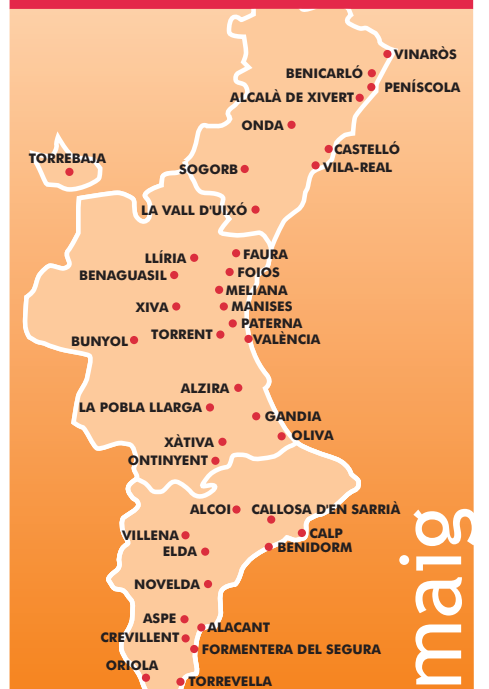 VINARÒS
BENICARLÓ
PENÍSCOLA
ALCALÀ DE XIVERT
ONDA
CASTELLÓ
TORREBAJA
SOGORB
VILA-REAL
LA VALL D'UIXÓ
FAURA
LLÍRIA
FOIOS
BENAGUASIL
MELIANA
XIVA
MANISES
PATERNA
TORRENT
BUNYOL
VALÈNCIA
ALZIRA
LA POBLA LLARGA
GANDIA
OLIVA
XÀTIVA
ONTINYENT
ALCOI
CALLOSA D'EN SARRIÀ
VILLENA
CALP
ELDA
BENIDORM
NOVELDA
ASPE
ALACANT
CREVILLENT
FORMENTERA DEL SEGURA
ORIOLA
TORREVELLA
maig